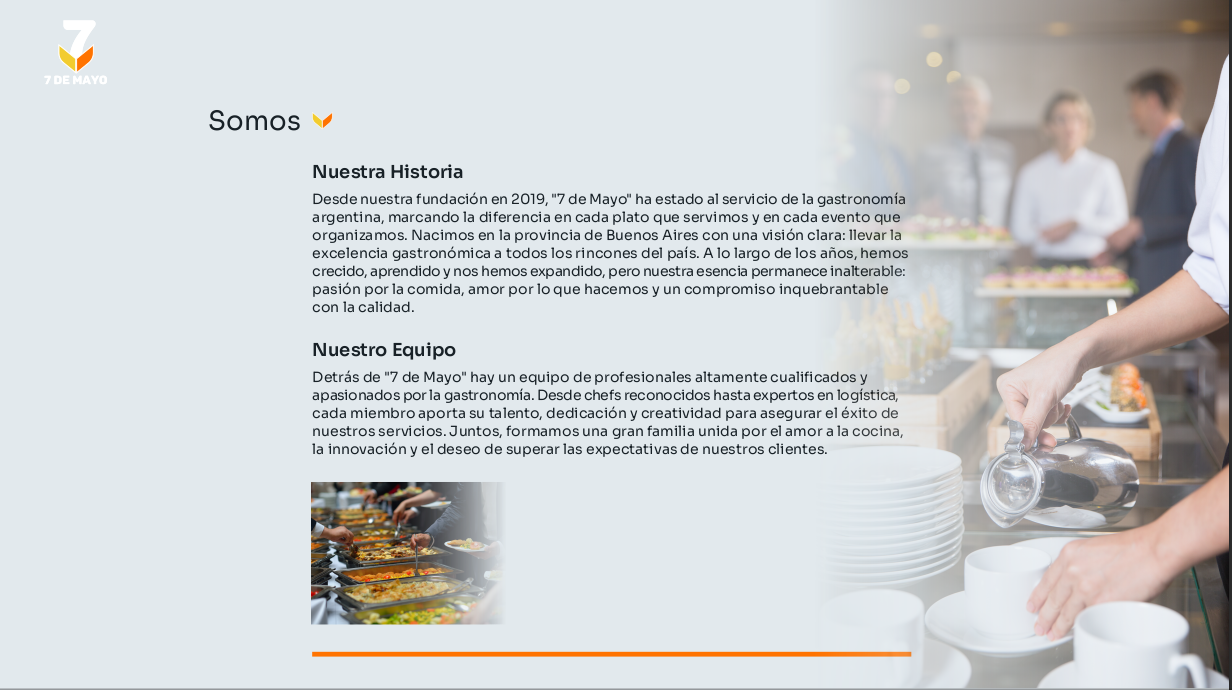 7
7 DE MAYO
Somos
Nuestra Historia
Desde nuestra fundación en 2019, "7 de Mayo" ha estado al servicio de la gastronomía
argentina, marcando la diferencia en cada plato que servimos y en cada evento que
organizamos. Nacimos en la provincia de Buenos Aires con una visión clara: llevar la
excelencia gastronómica a todos los rincones del país. A lo largo de los años, hemos
crecido, aprendido y nos hemos expandido, pero nuestra esencia permanece inalterable:
pasión por la comida, amor por lo que hacemos y un compromiso inquebrantable
con la calidad.
Nuestro Equipo
Detrás de "7 de Mayo" hay un equipo de profesionales altamente cualificados y
apasionados por la gastronomía. Desde chefs reconocidos hasta expertos en logística,
cada miembro aporta su talento, dedicación y creatividad para asegurar el éxito de
nuestros servicios. Juntos, formamos una gran familia unida por el amor a la cocina,
la innovación y el deseo de superar las expectativas de nuestros clientes.